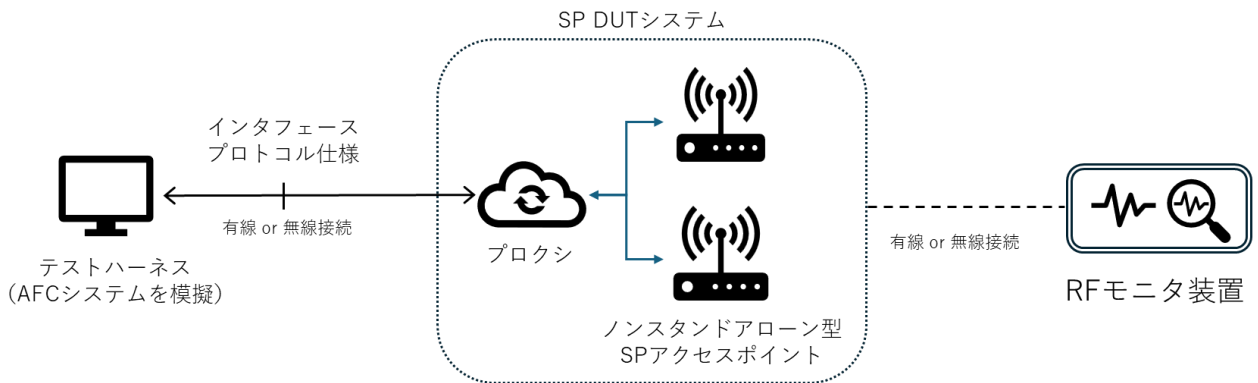 SP DUTシステム
インタフェース
プロトコル仕様
有線 or 無線接続
テストハーネス
(AFCシステムを模擬)
プロクシ
ノンスタンドアローン型
SPアクセスポイント
有線 or 無線接続
RFモニタ装置